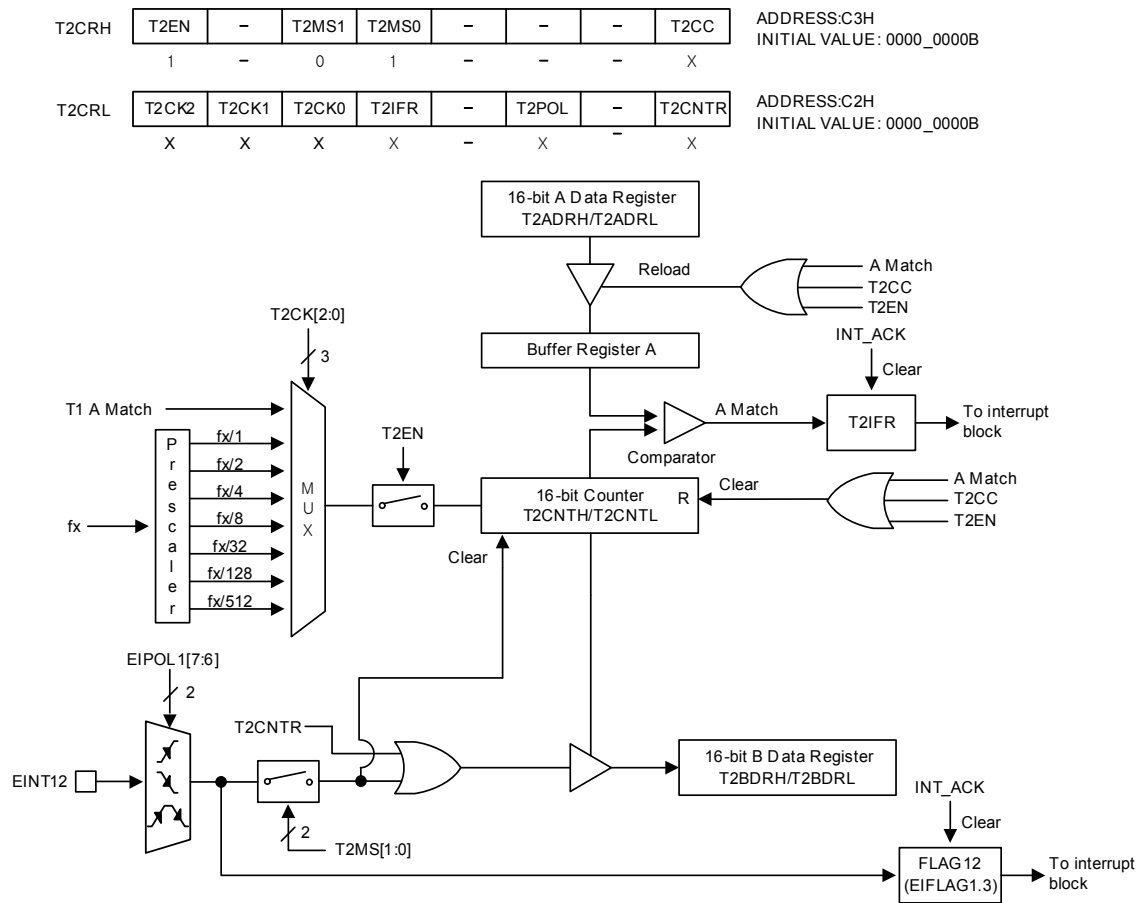 T2CRH T2EN – T2MS1 T2MS0 – – – T2CC ADDRESS:C3H
INITIAL VALUE: 0000_0000B
1 – 0 1 – – – X
T2CRL T2CK2 T2CK1 T2CK0 T2IFR – T2POL – T2CNTR ADDRESS:C2H
INITIAL VALUE: 0000_0000B
X X X X – X – X
16-bit A Data Register
T2ADRH/T2ADRL
Reload
A Match
T2CC
T2EN
T2CK[2:0]
3
Buffer Register A
INT_ACK
Clear
T1 A Match
A Match
T2IFR
To interrupt
block
Comparator
Prescaler
fx
fx/1
fx/2
fx/4
fx/8
fx/32
fx/128
fx/512
MUX
T2EN
16-bit Counter
T2CNTH/T2CNTL
R
Clear
A Match
T2CC
T2EN
Clear
EIPOL1[7:6]
2
T2CNTR
EINT12
2
T2MS[1:0]
16-bit B Data Register
T2BDRH/T2BDRL
INT_ACK
Clear
FLAG12
(EIFLAG1.3)
To interrupt
block